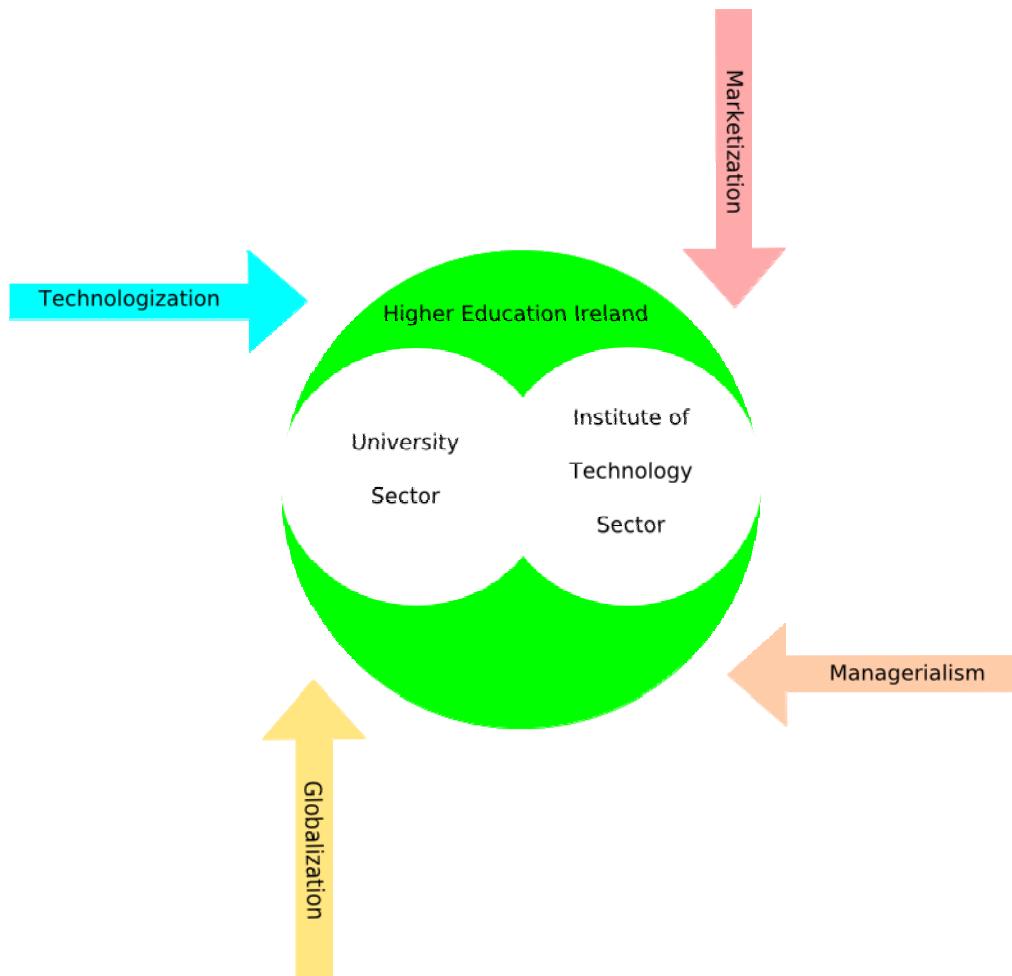 Marketization
Technologization
Higher Education Ireland
University
Sector
Institute of
Technology
Sector
Managerialism
Globalization